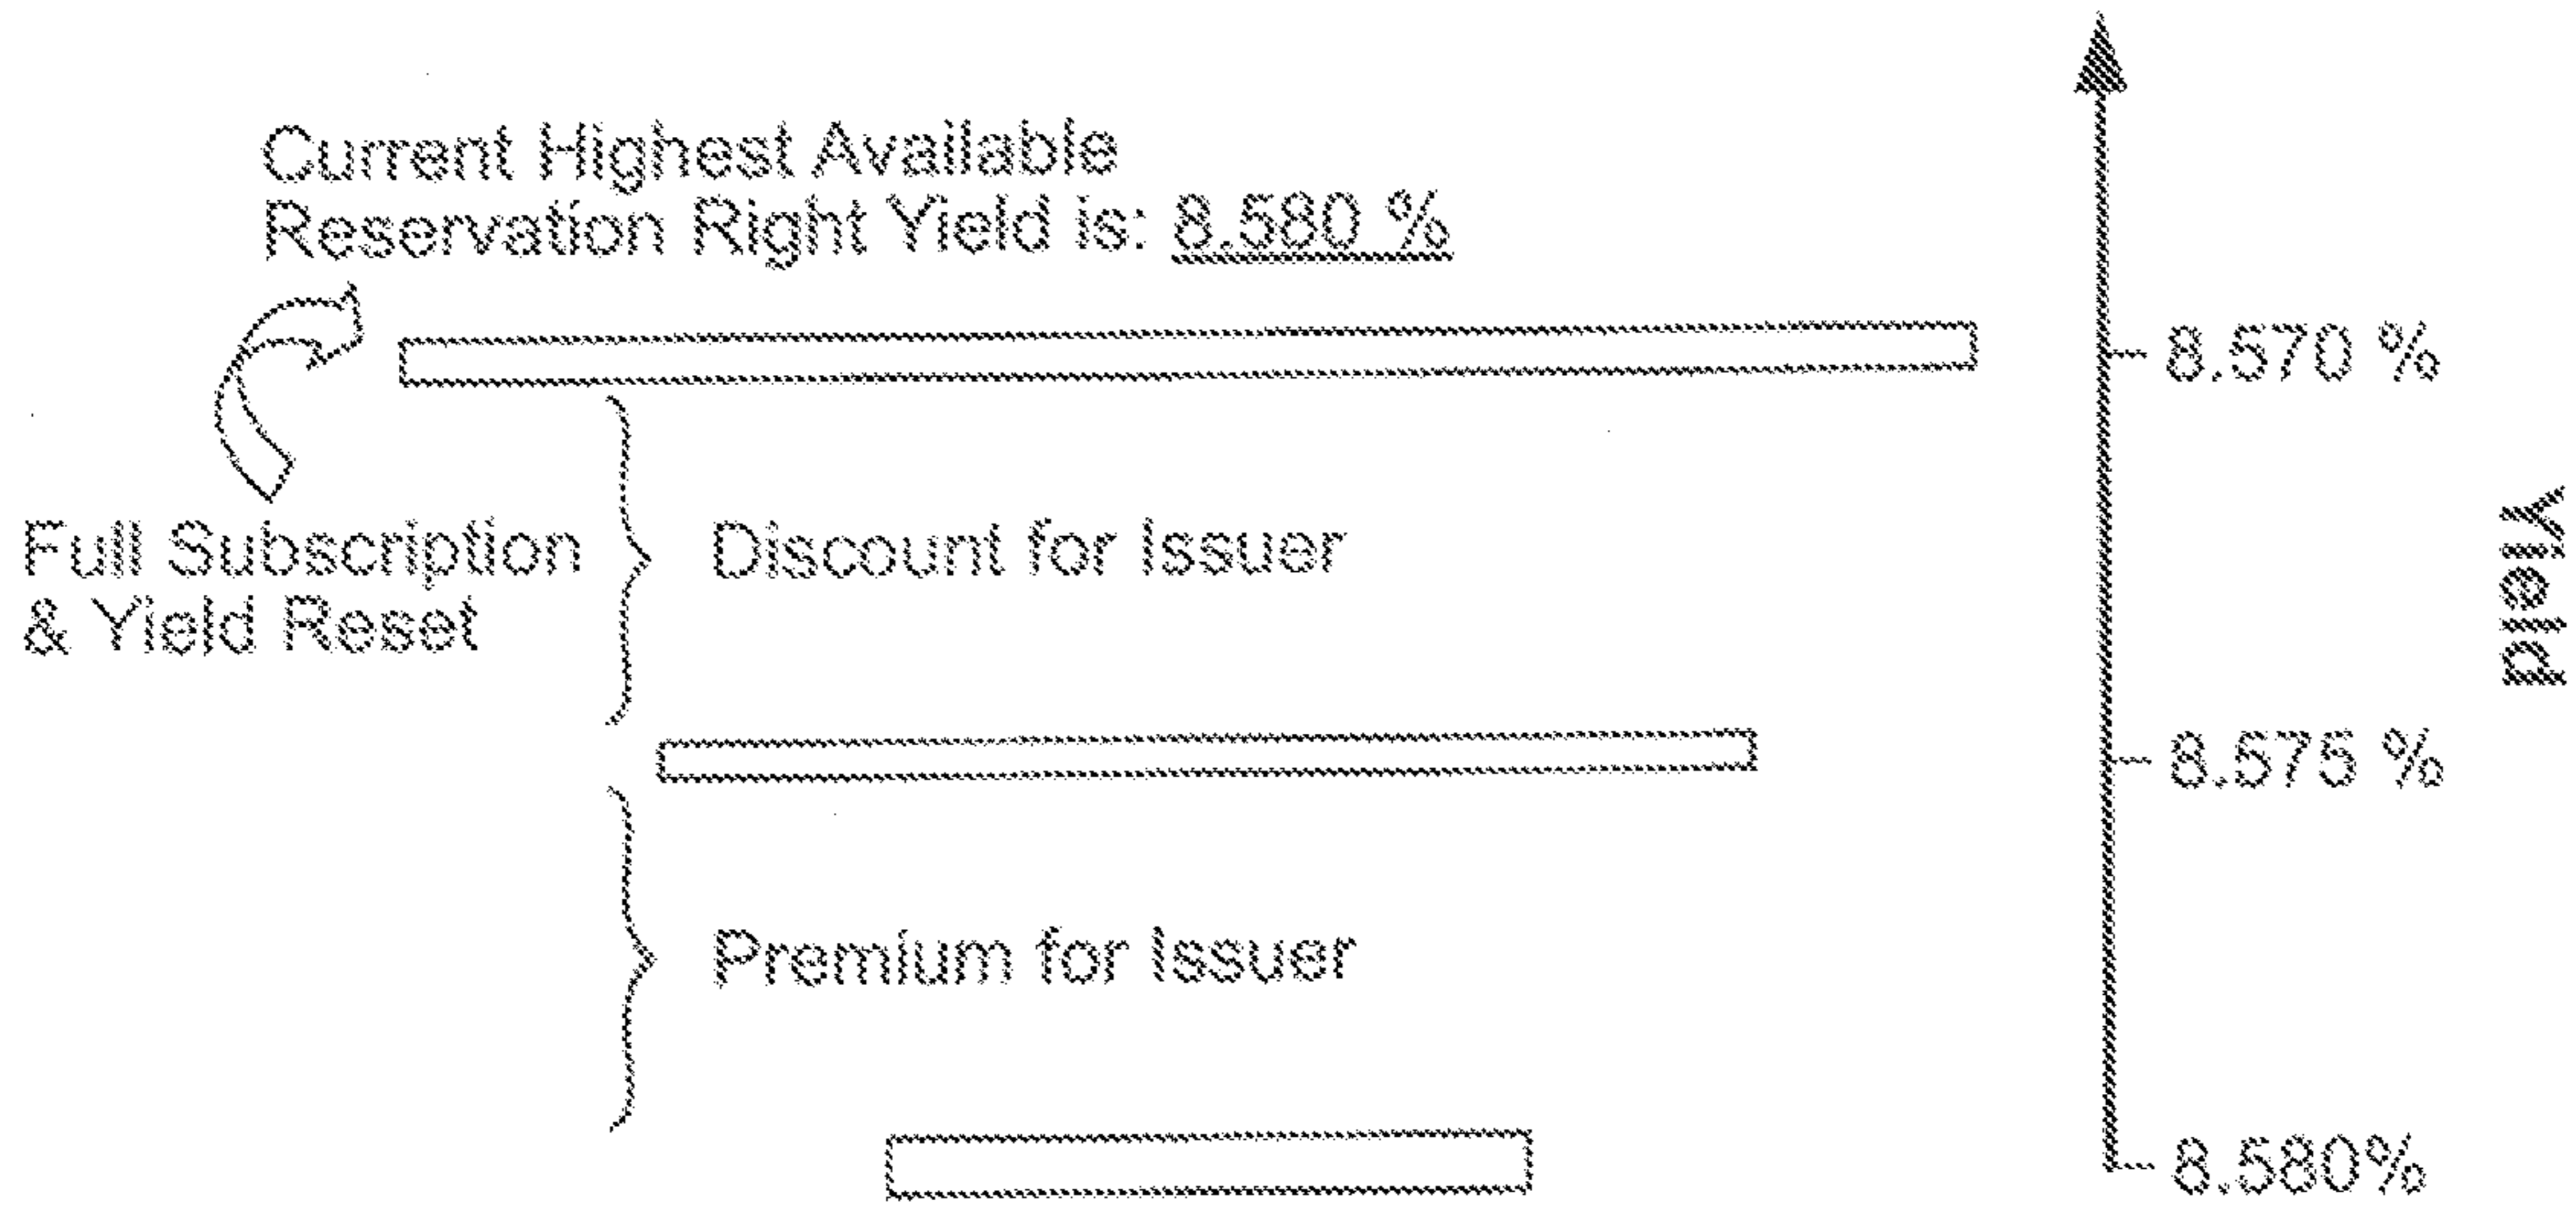 Current Highest Available
Reservation Right Yield is: 8.580 %
8.570 %
Full Subscription
& Yield Reset
Discount for Issuer
Yield
8.575 %
Premium for Issuer
8.580%